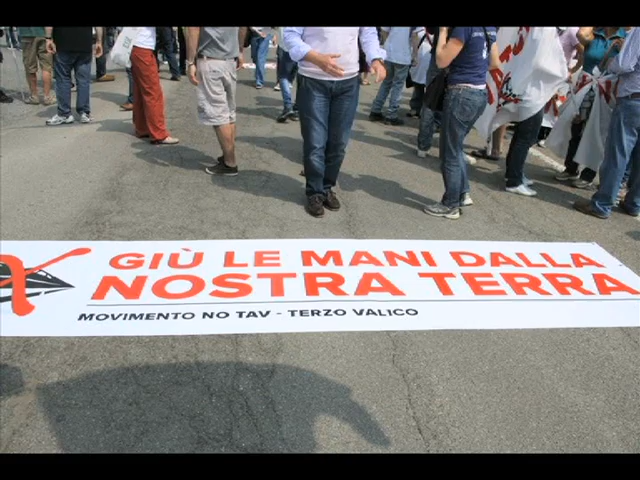 GIÙ LE MANI DALLA
NOSTRA TERRA
MOVIMENTO NO TAV - TERZO VALICO